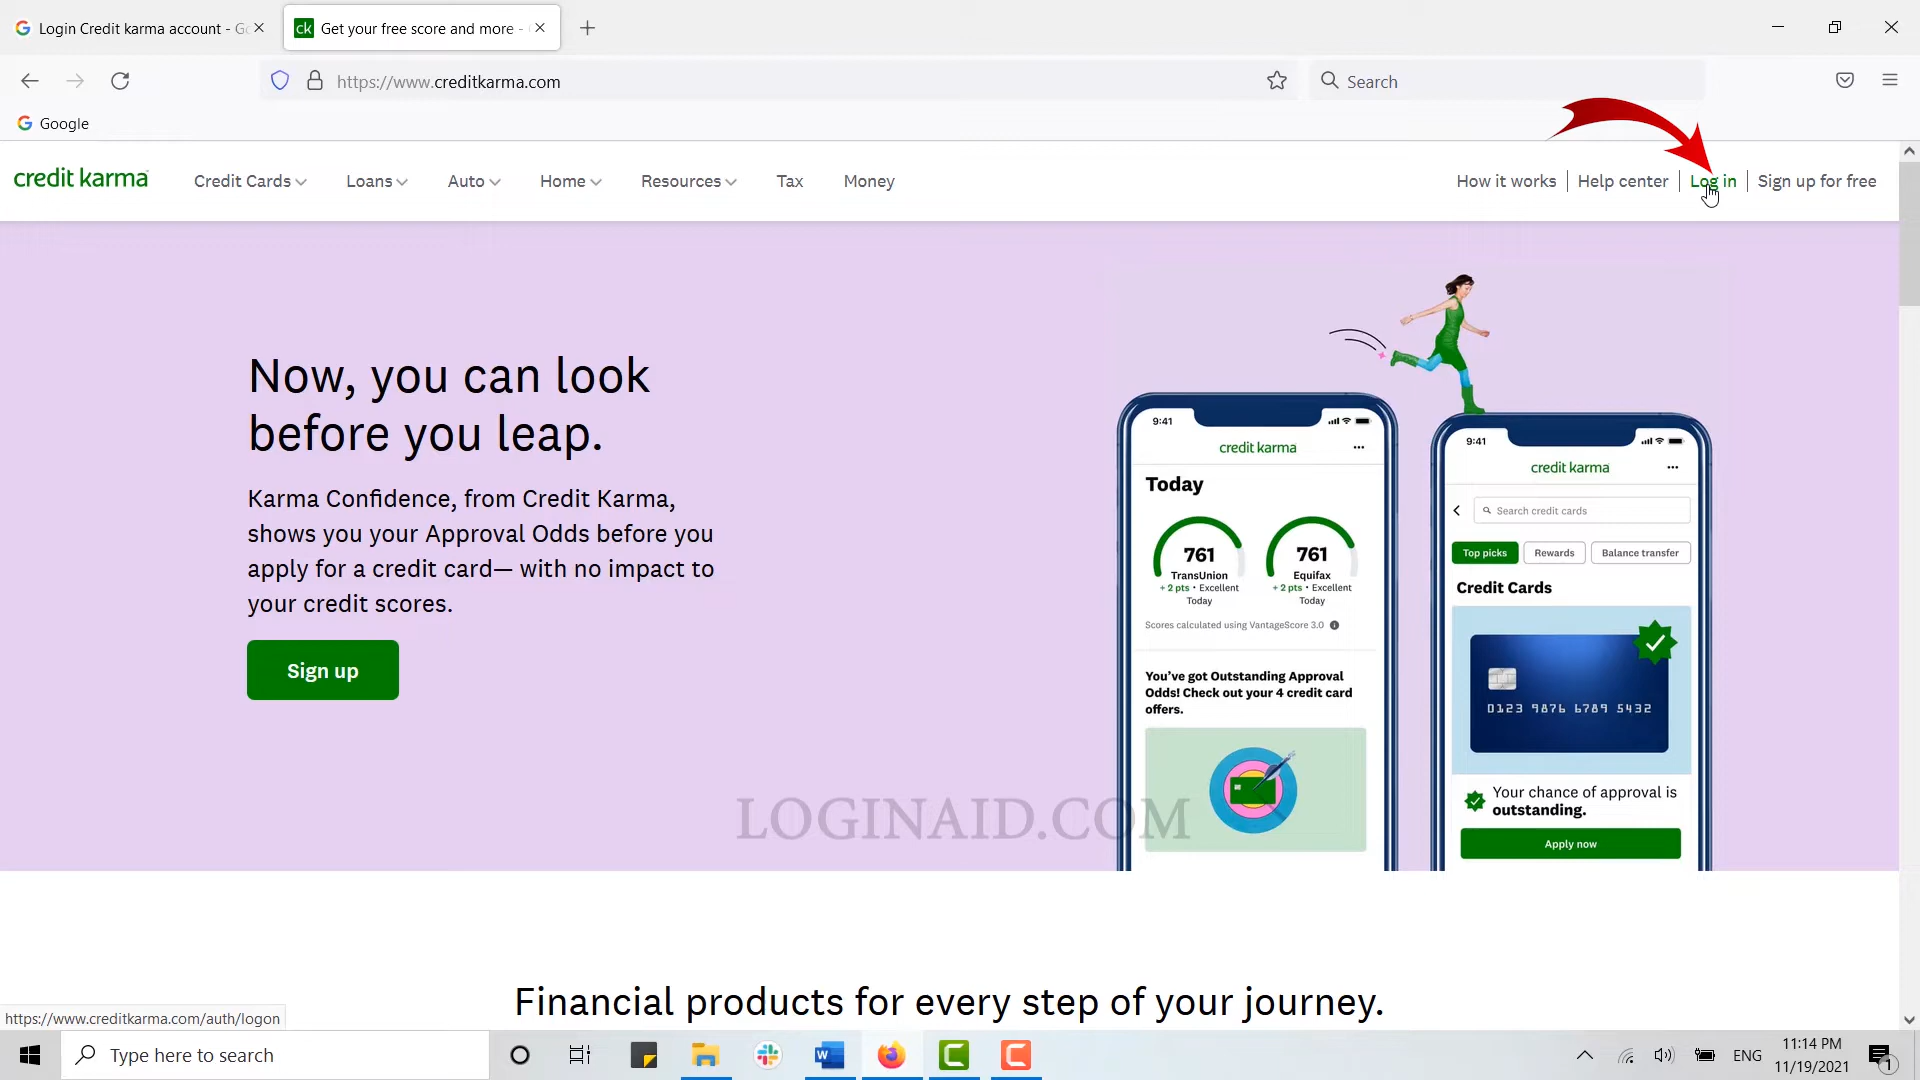 Login Credit karma account - Go
Get your free score and more -
https://www.creditkarma.com
Search
Google
credit karma
Credit Cards
Loans
Auto
Home
Resources
Tax
Money
How it works
Help center
Log in
Sign up for free
Now, you can look
before you leap.
Karma Confidence, from Credit Karma,
shows you your Approval Odds before you
apply for a credit card— with no impact to
your credit scores.
Sign up
9:41
credit karma
Today
761
TransUnion
+ 2 pts • Excellent
Today
761
Equifax
+ 2 pts • Excellent
Today
Scores calculated using VantageScore 3.0
You've got Outstanding Approval
Odds! Check out your 4 credit card
offers.
9:41
credit karma
Search credit cards
Top picks
Rewards
Balance transfer
Credit Cards
0123 9876 6789 5432
Your chance of approval is
outstanding.
Apply now
LOGINAID.COM
Financial products for every step of your journey.
https://www.creditkarma.com/auth/logon
Type here to search
ENG
11:14 PM
11/19/2021
1